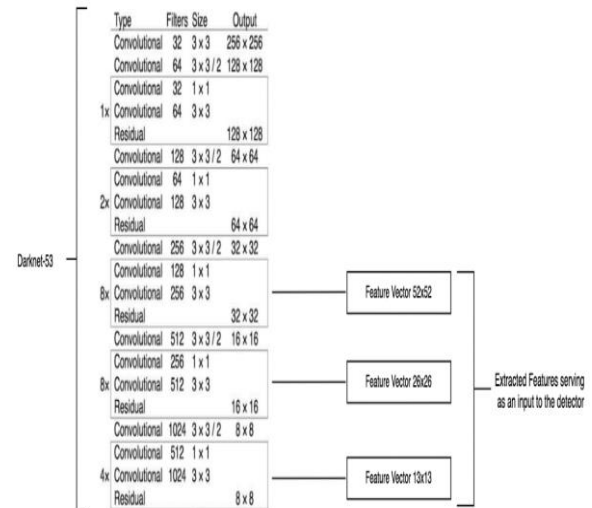 Type Filters Size Output
Convolutional 32 3 x 3 256 x 256
Convolutional 64 3 x 3 / 2 128 x 128
Convolutional 32 1 x 1
1x Convolutional 64 3 x 3
Residual 128 x 128
Convolutional 128 3 x 3 / 2 64 x 64
Convolutional 64 1 x 1
2x Convolutional 128 3 x 3
Residual 64 x 64
Convolutional 256 3 x 3 / 2 32 x 32
Convolutional 128 1 x 1
8x Convolutional 256 3 x 3
Residual 32 x 32
Convolutional 512 3 x 3 / 2 16 x 16
Convolutional 256 1 x 1
8x Convolutional 512 3 x 3
Residual 16 x 16
Convolutional 1024 3 x 3 / 2 8 x 8
Convolutional 512 1 x 1
4x Convolutional 1024 3 x 3
Residual 8 x 8
Darknet-53
Feature Vector 52x52
Feature Vector 26x26
Feature Vector 13x13
Extracted Features serving
as an input to the detector